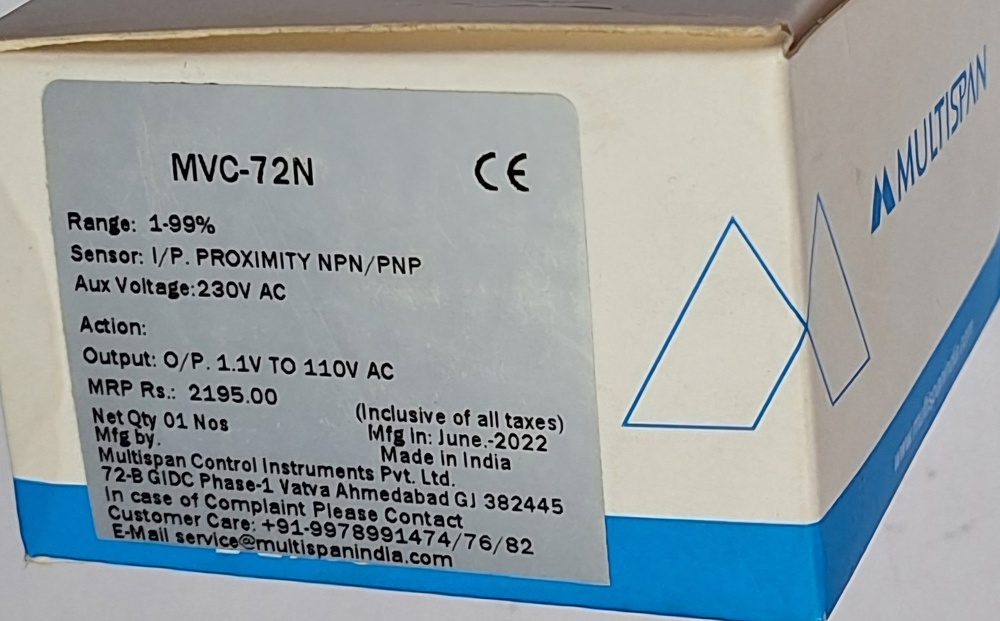 MVC-72N
CE
Range: 1-99%
Sensor: I/P. PROXIMITY NPN/PNP
Aux Voltage:230V AC
Action:
Output: O/P. 1.1V TO 110V AC
MRP Rs.: 2195.00
(Inclusive of all taxes)
Net Qty 01 Nos
Mfg in: June.-2022
Mfg by.
Made in India
Multispan Control Instruments Pvt. Ltd.
72-B GIDC Phase-1 Vatva Ahmedabad GJ 382445
In case of Complaint Please Contact
Customer Care: +91-9978991474/76/82
E-Mail service@multispanindia.com
MULTISPAN
www.multispanindia.com